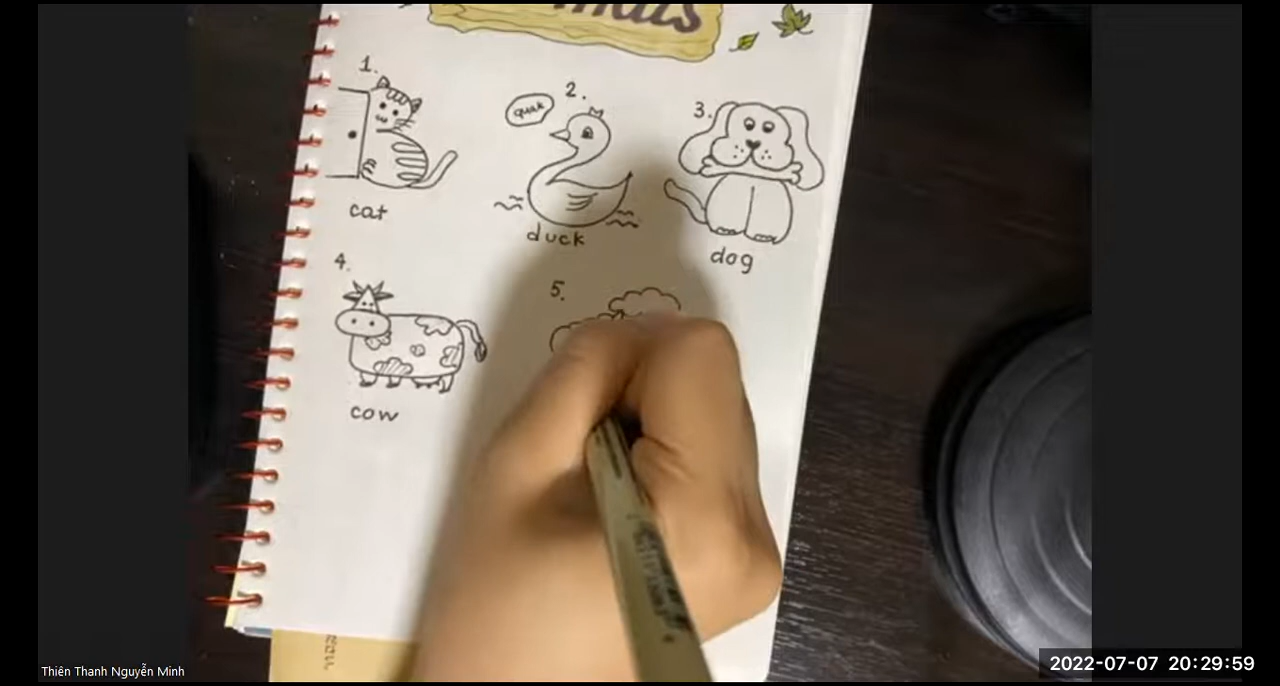 1.
2.
quak
3.
cat
duck
dog
4.
5.
cow
Thiên Thanh Nguyễn Minh
2022-07-07 20:29:59